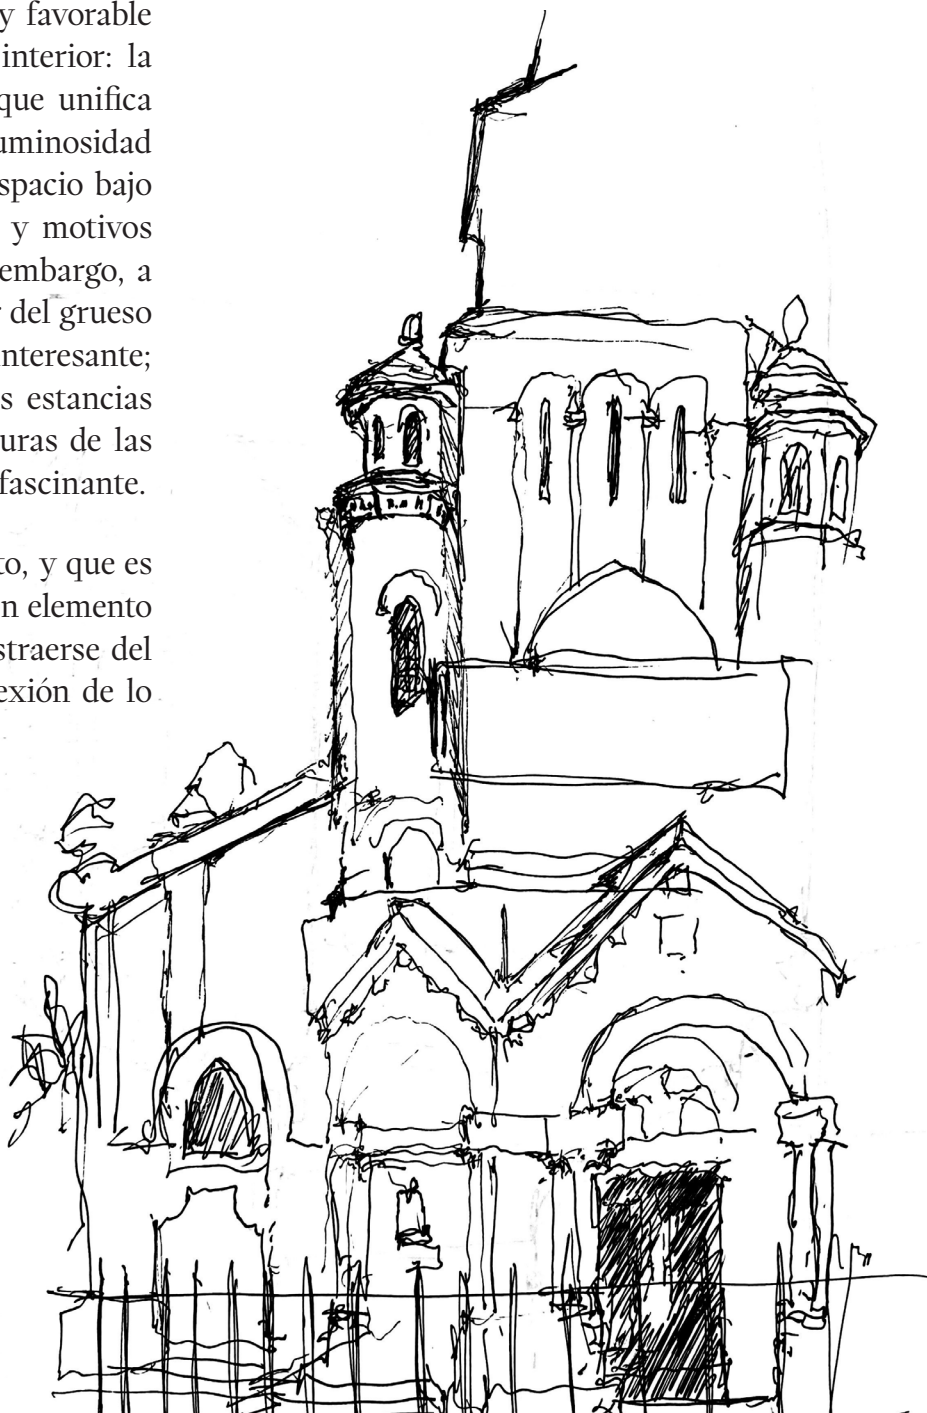 y favorable
interior: la
que unifica
uminosidad
spacio bajo
y motivos
embargo, a
del grueso
nteresante;
s estancias
uras de las
fascinante.
to, y que es
n elemento
straerse del
exión de lo